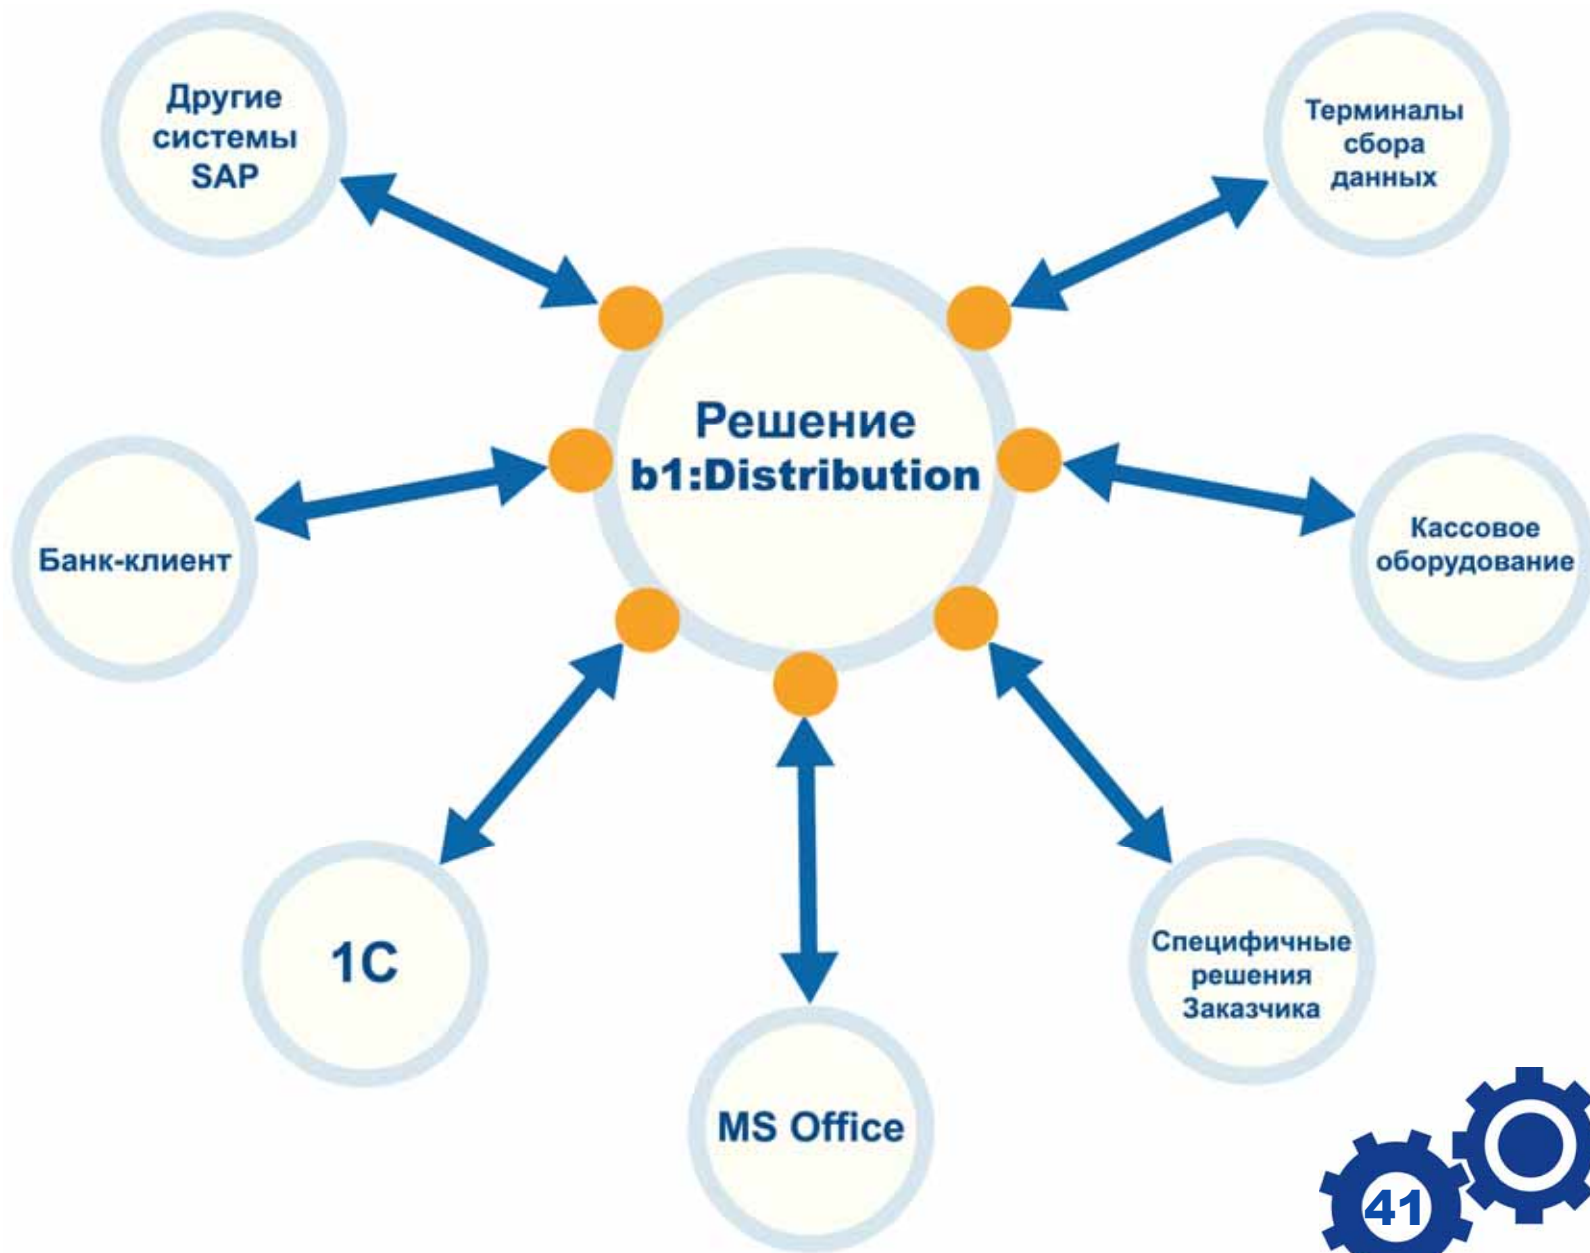 Другие
системы
SAP
Терминалы
сбора
данных
Решение
b1:Distribution
Банк-клиент
Кассовое
оборудование
1С
Специфичные
решения
Заказчика
MS Office
41